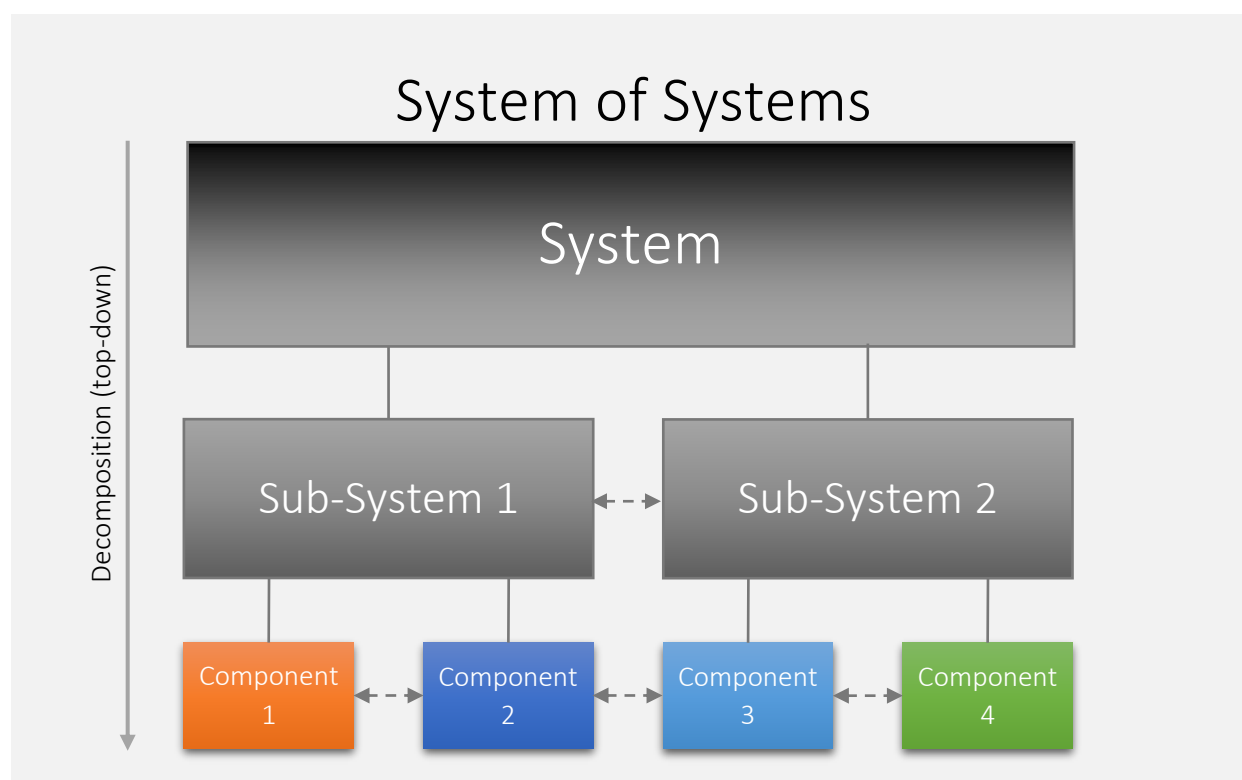 System of Systems
System
Decomposition (top-down)
Sub-System 1
Sub-System 2
Component
1
Component
2
Component
3
Component
4